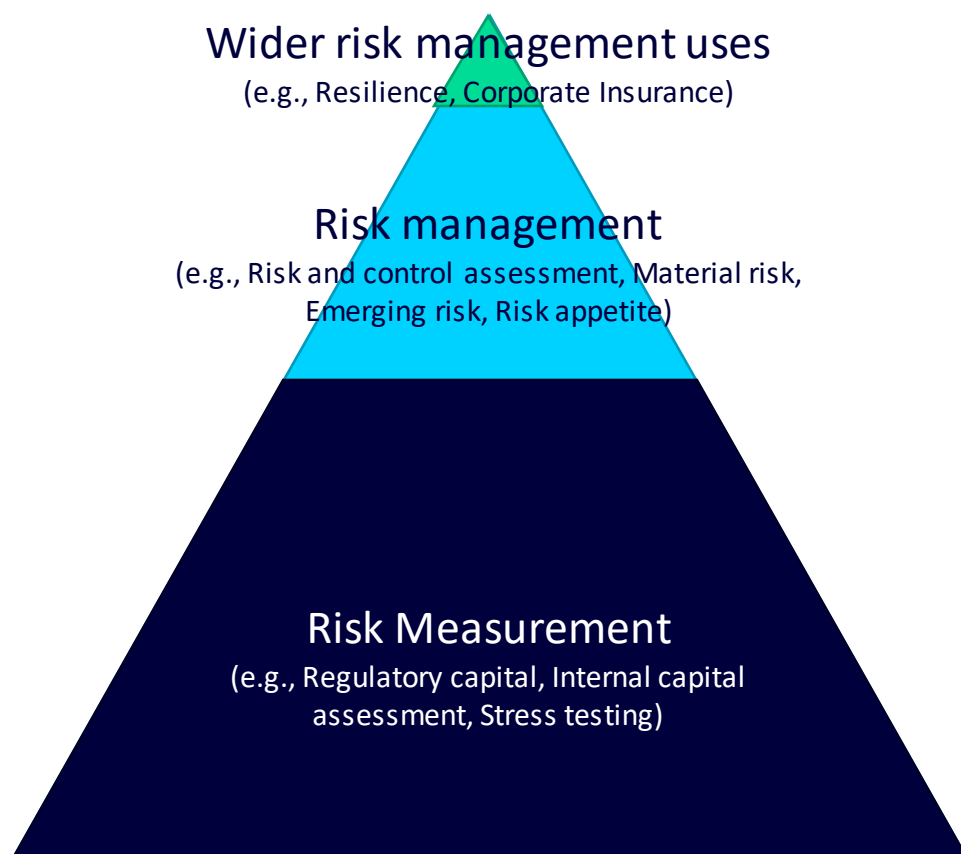 Wider risk management uses
(e.g., Resilience, Corporate Insurance)
Risk management
(e.g., Risk and control assessment, Material risk,
Emerging risk, Risk appetite)
Risk Measurement
(e.g., Regulatory capital, Internal capital
assessment, Stress testing)